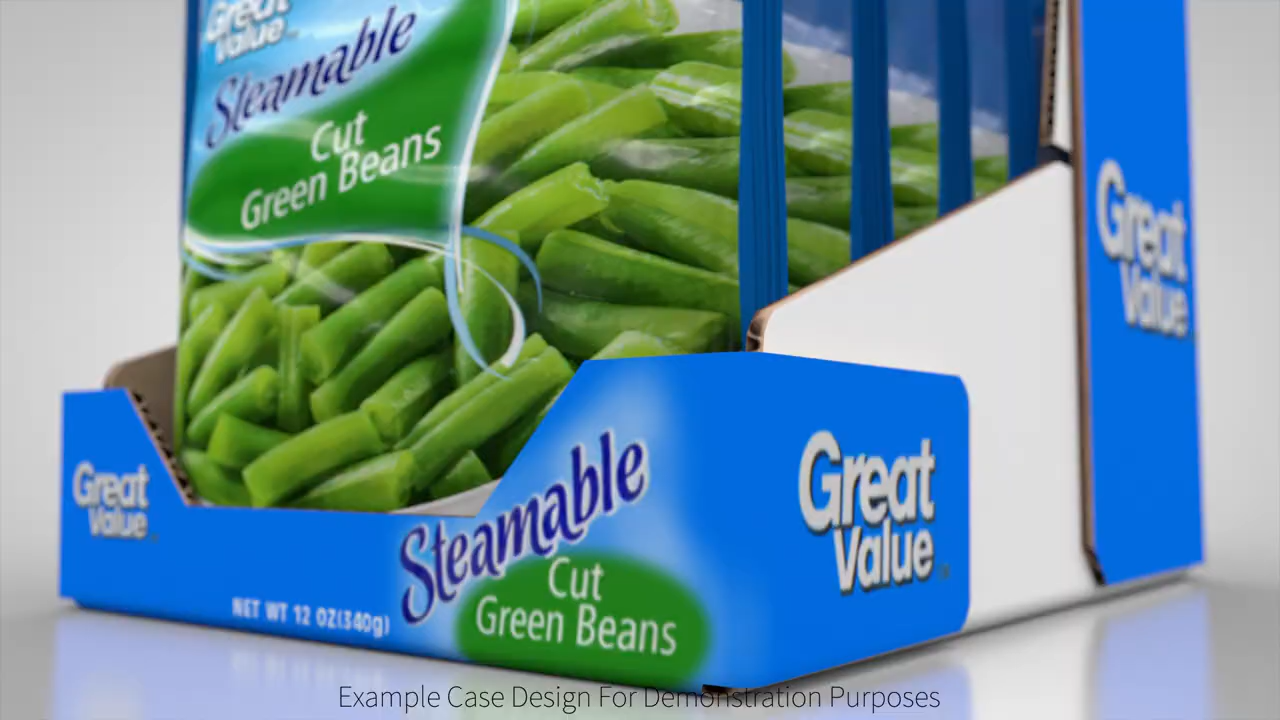 Great
Value
Steamable
Cut
Green Beans
Great
Value
Great
Value
NET WT 12 OZ(340g)
Steamable
Cut
Green Beans
Great
Value
Example Case Design For Demonstration Purposes